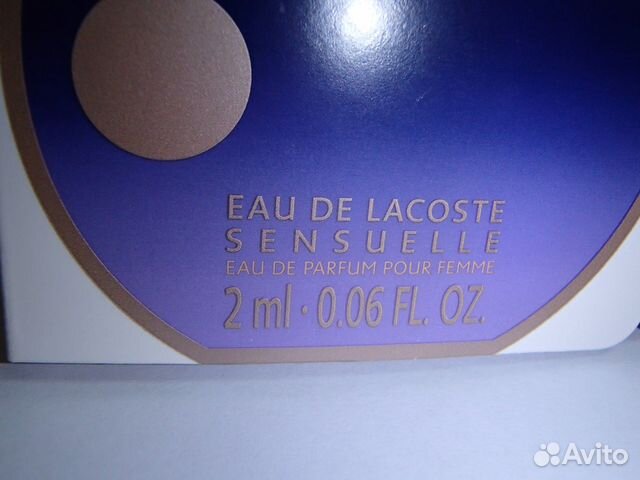 EAU DE LACOSTE
SENSUELLE
EAU DE PARFUM POUR FEMME
2 ml · 0.06 FL. OZ.
Avito